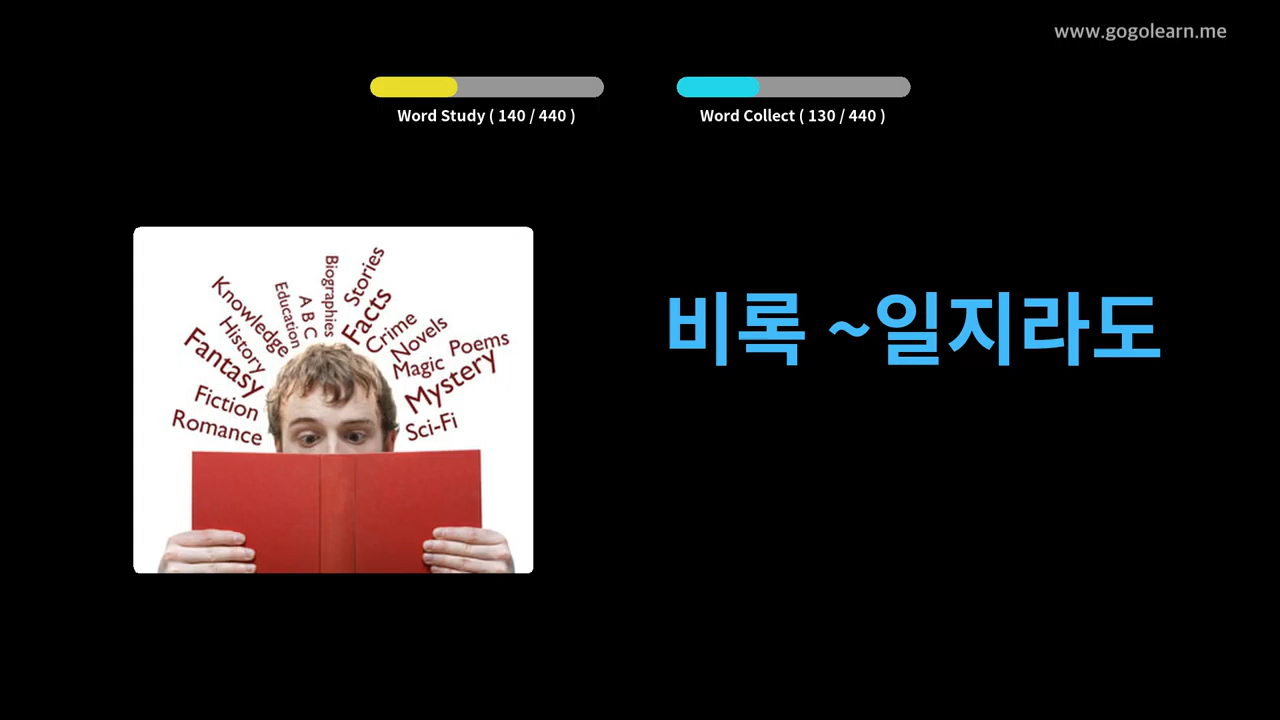 www.gogolearn.me
Word Study ( 140 / 440 )
Word Collect ( 130 / 440 )
비록 ~일지라도
Knowledge
History
Fantasy
Fiction
Romance
Education
A B C
Biographies
Stories
Facts
Crime
Novels
Magic
Poems
Mystery
Sci-Fi